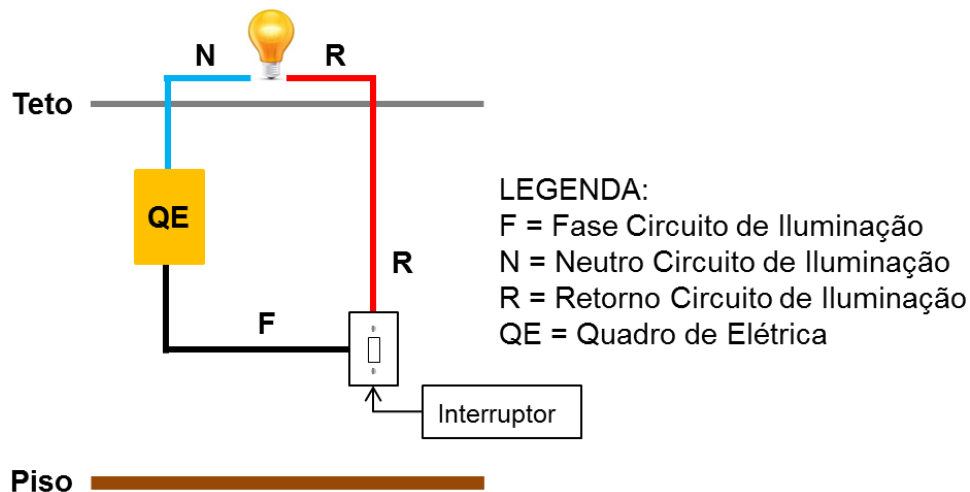 N
R
Teto
QE
R
F
Interruptor
Piso
LEGENDA:
F = Fase Circuito de Iluminação
N = Neutro Circuito de Iluminação
R = Retorno Circuito de Iluminação
QE = Quadro de Elétrica